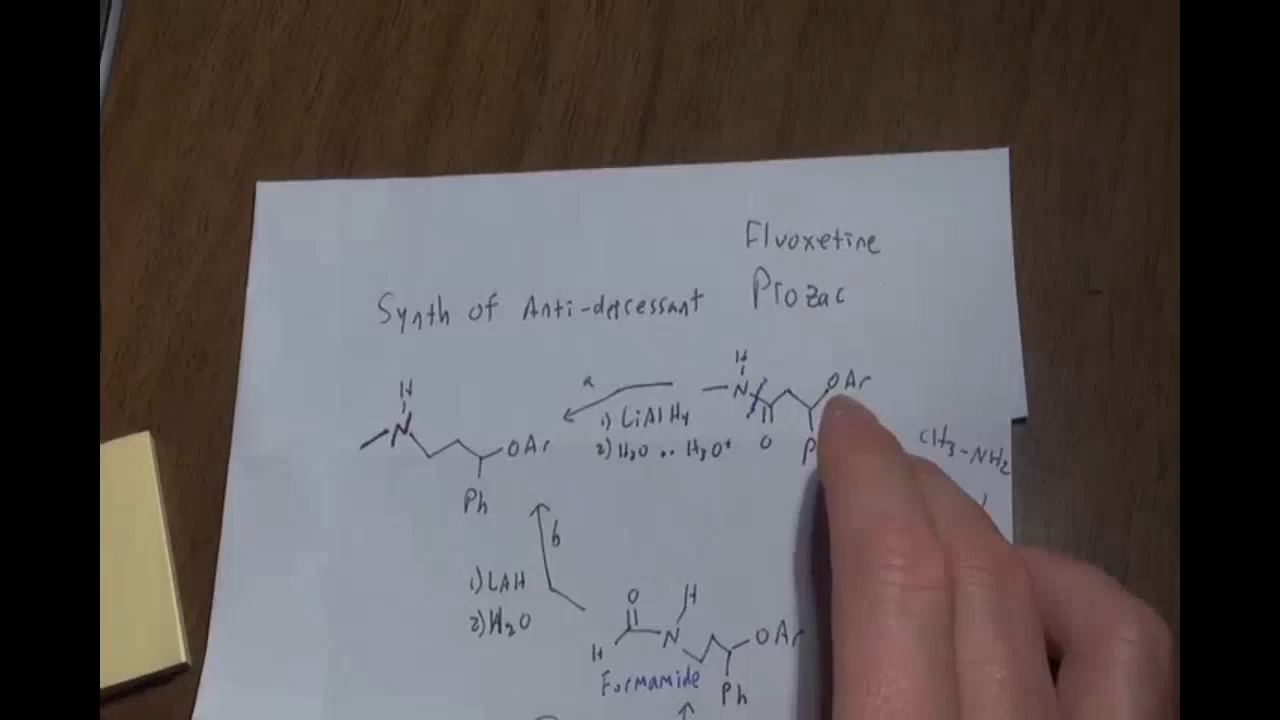 Fluoxetine
Synth of Anti-depressant Prozac
H
N
OAr
Ph
a
1) LiAlH4
2) H2O or H3O+
H
N
OAr
O
P
CH3-NH2
b
1) LAH
2) H2O
O
H
H
N
OAr
Formamide
Ph